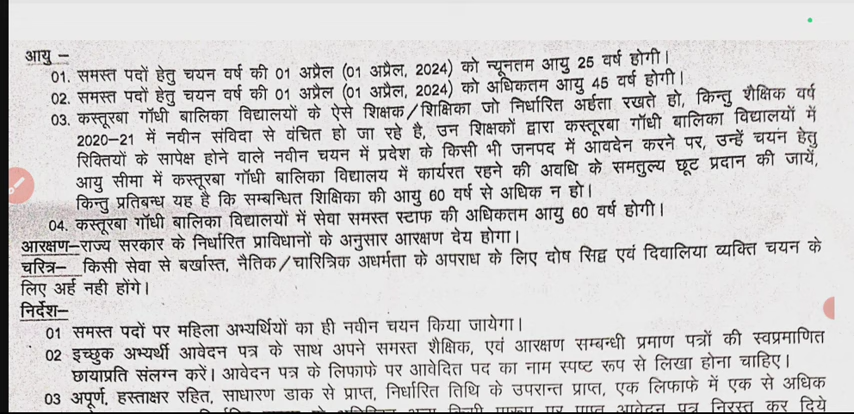 आयु –
01. समस्त पदों हेतु चयन वर्ष की 01 अप्रैल (01 अप्रैल, 2024) को न्यूनतम आयु 25 वर्ष होगी।
02. समस्त पदों हेतु चयन वर्ष की 01 अप्रैल (01 अप्रैल, 2024) को अधिकतम आयु 45 वर्ष होगी।
03. कस्तूरबा गॉधी बालिका विद्यालयों के ऐसे शिक्षक/शिक्षिका जो निर्धारित अर्हता रखते हो, किन्तु शैक्षिक वर्ष
2020–21 में नवीन संविदा से वंचित हो जा रहे है, उन शिक्षकों द्वारा कस्तूरबा गॉधी बालिका विद्यालयों में
रिक्तियों के सापेक्ष होने वाले नवीन चयन में प्रदेश के किसी भी जनपद में आवदेन करने पर, उन्हें चयन हेतु
आयु सीमा में कस्तूरबा गॉधी बालिका विद्यालय में कार्यरत रहने की अवधि के समतुल्य छूट प्रदान की जायें,
किन्तु प्रतिबन्ध यह है कि सम्बन्धित शिक्षिका की आयु 60 वर्ष से अधिक न हो।
04. कस्तूरबा गॉधी बालिका विद्यालयों में सेवा समस्त स्टाफ की अधिकतम आयु 60 वर्ष होगी।
आरक्षण–राज्य सरकार के निर्धारित प्राविधानों के अनुसार आरक्षण देय होगा।
चरित्र– किसी सेवा से बर्खास्त, नैतिक/चारित्रिक अधर्मता के अपराध के लिए दोष सिद्व एवं दिवालिया व्यक्ति चयन के
लिए अर्ह नही होंगे।
निर्देश–
01 समस्त पदों पर महिला अभ्यर्थियों का ही नवीन चयन किया जायेगा।
02 इच्छुक अभ्यर्थी आवेदन पत्र के साथ अपने समस्त शैक्षिक, एवं आरक्षण सम्बन्धी प्रमाण पत्रों की स्वप्रमाणित
छायाप्रति संलग्न करें। आवेदन पत्र के लिफाफे पर आवेदित पद का नाम स्पष्ट रूप से लिखा होना चाहिए।
03 अपूर्ण, हस्ताक्षर रहित, साधारण डाक से प्राप्त, निर्धारित तिथि के उपरान्त प्राप्त, एक लिफाफे में एक से अधिक
पर प्राप्त आवेदन पत्र निरस्त कर दिये